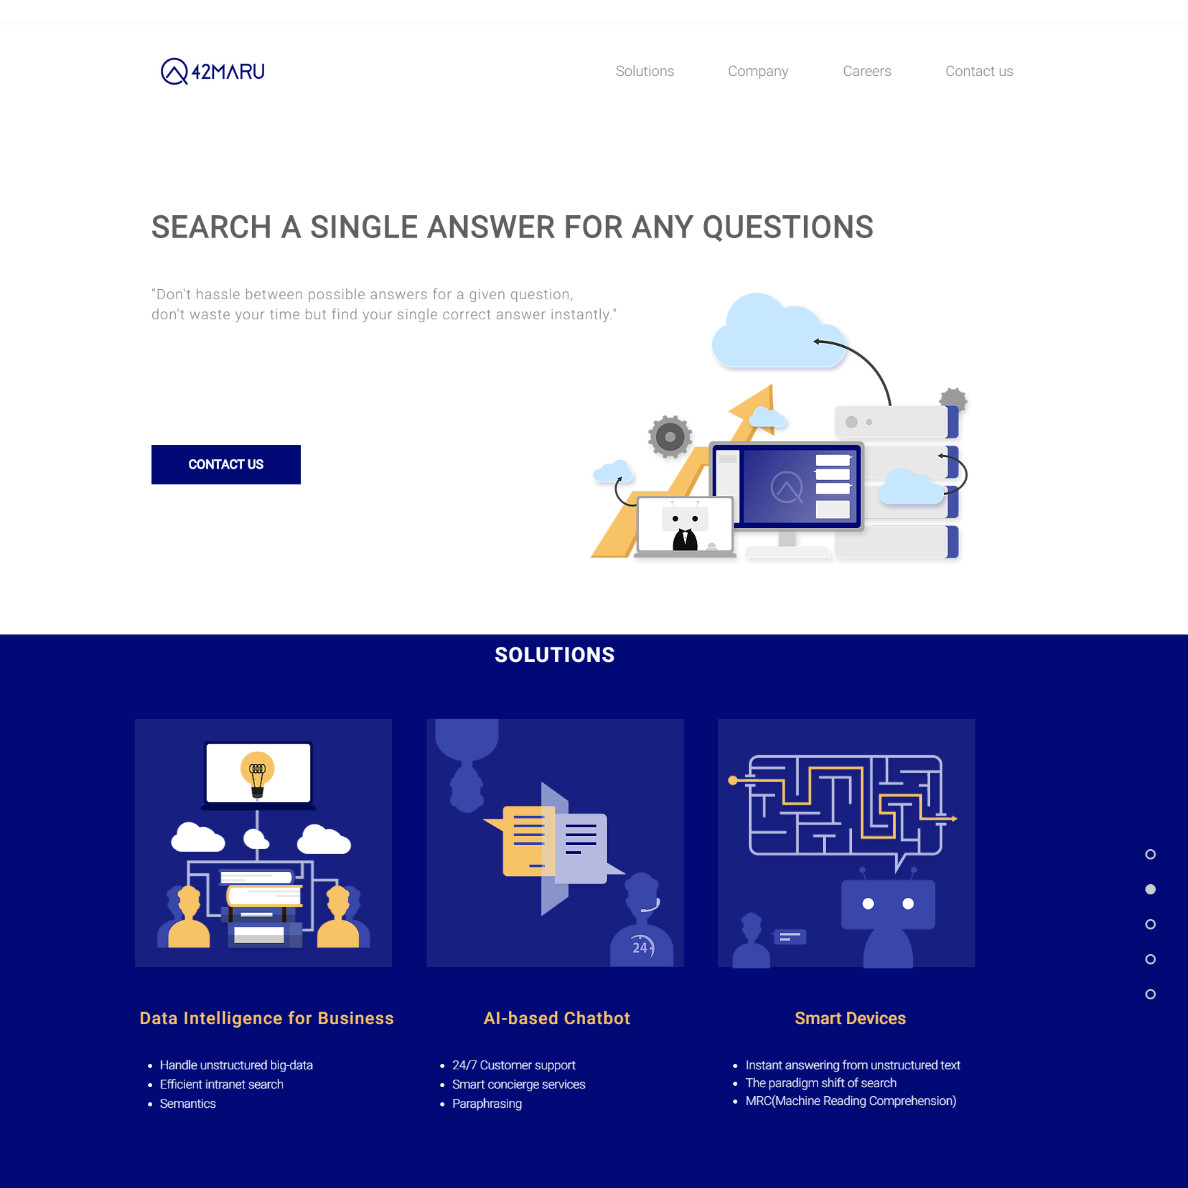 42MARU
Solutions Company Careers Contact us
SEARCH A SINGLE ANSWER FOR ANY QUESTIONS
"Don't hassle between possible answers for a given question,
don't waste your time but find your single correct answer instantly."
CONTACT US
SOLUTIONS
24
Data Intelligence for Business
Handle unstructured big-data
Efficient intranet search
Semantics
AI-based Chatbot
24/7 Customer support
Smart concierge services
Paraphrasing
Smart Devices
Instant answering from unstructured text
The paradigm shift of search
MRC(Machine Reading Comprehension)